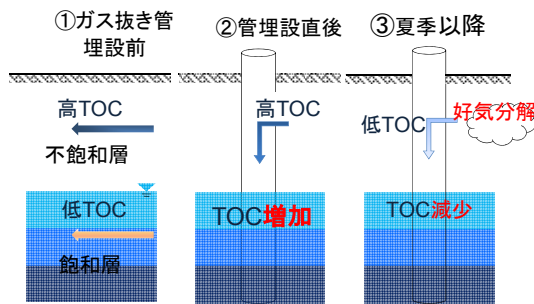 ①ガス抜き管
埋設前
高TOC
不飽和層
低TOC
飽和層
②管埋設直後
高TOC
TOC増加
③夏季以降
低TOC
好気分解
TOC減少